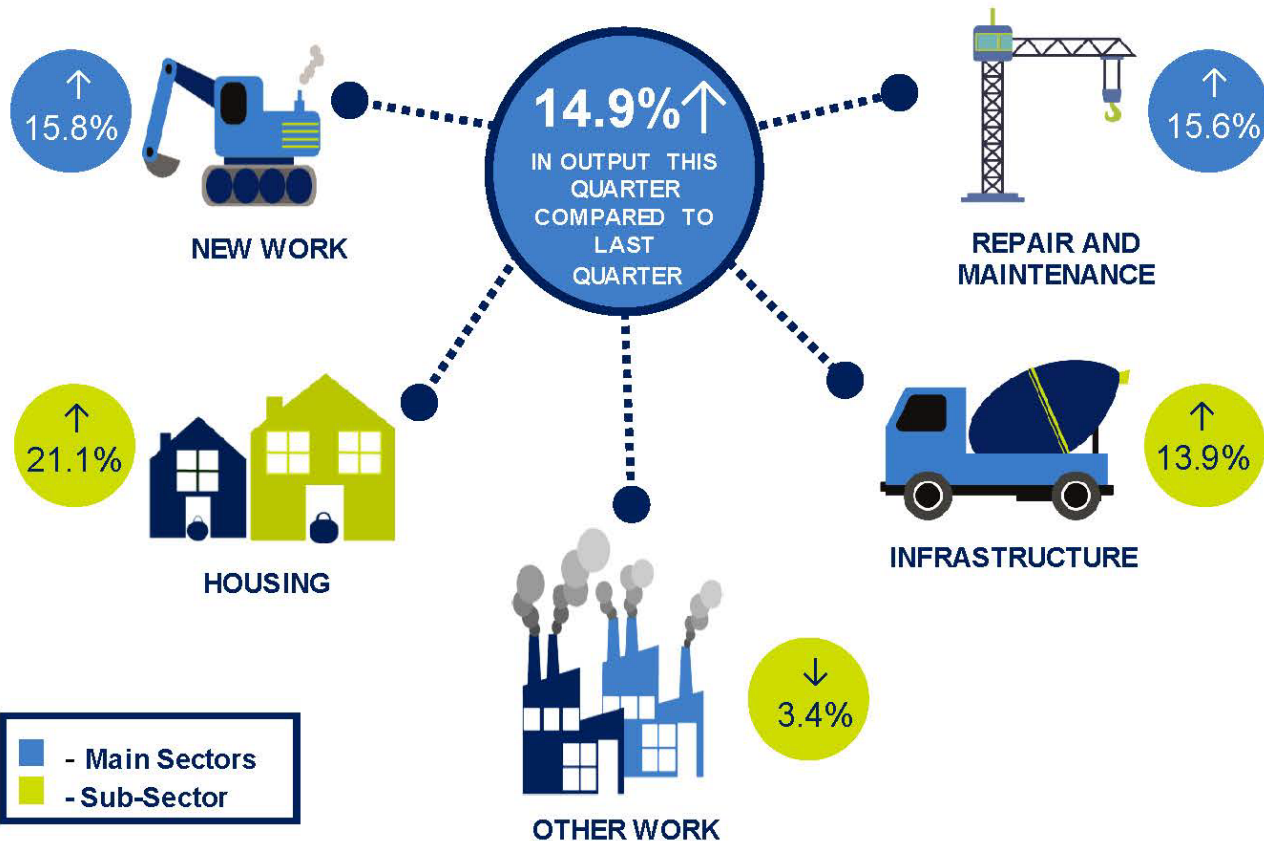 ↑
15.8%
NEW WORK
14.9%↑
IN OUTPUT THIS
QUARTER
COMPARED TO
LAST
QUARTER
↑
15.6%
REPAIR AND
MAINTENANCE
↑
21.1%
HOUSING
↑
13.9%
INFRASTRUCTURE
↓
3.4%
OTHER WORK
- Main Sectors
- Sub-Sector